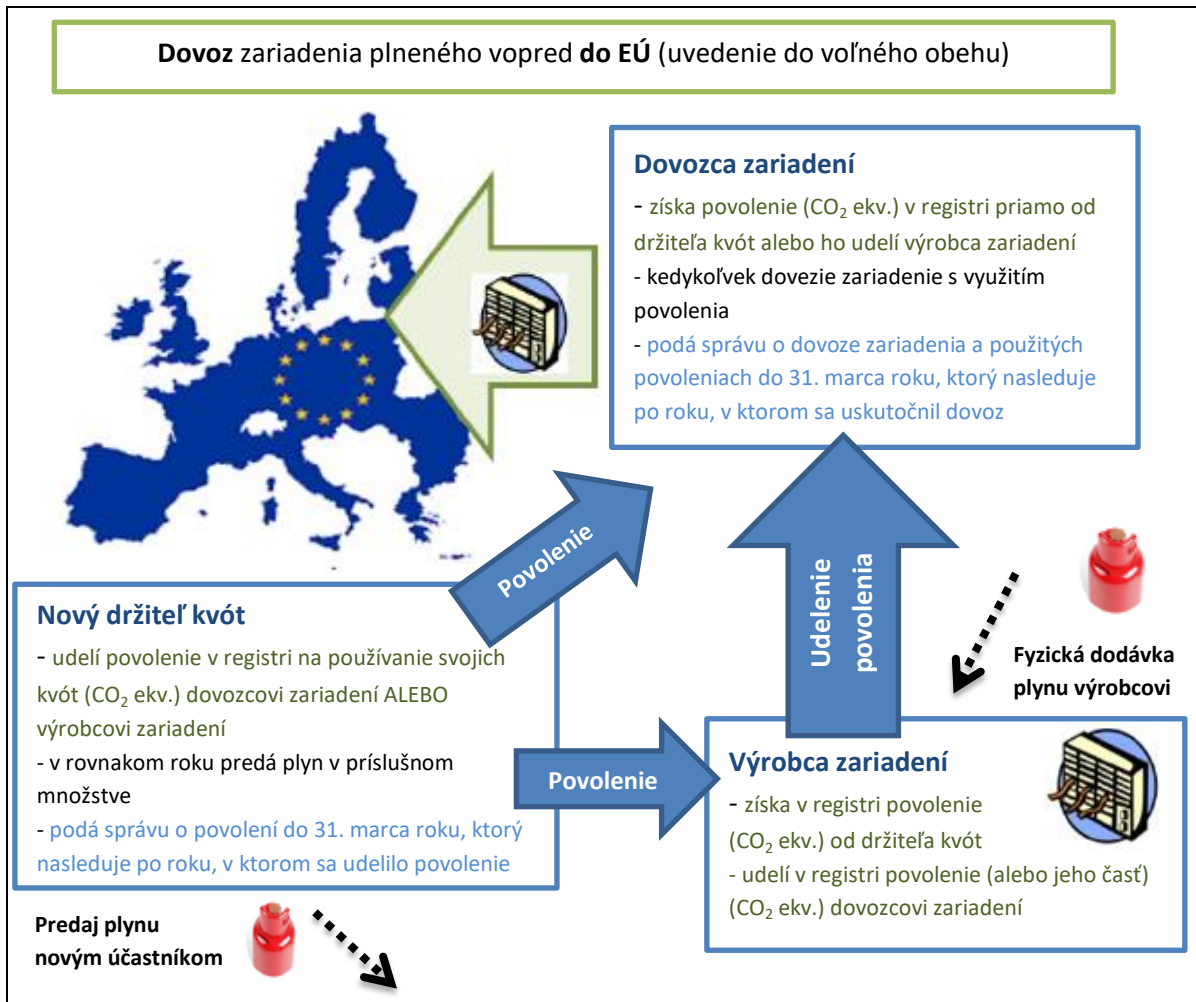 Dovoz zariadenia plneného vopred do EÚ (uvedenie do voľného obehu)
Dovozca zariadení
- získa povolenie (CO₂ ekv.) v registri priamo od
držiteľa kvót alebo ho udelí výrobca zariadení
- kedykoľvek dovezie zariadenie s využitím
povolenia
- podá správu o dovoze zariadenia a použitých
povoleniach do 31. marca roku, ktorý nasleduje
po roku, v ktorom sa uskutočnil dovoz
Povolenie
Udelenie
povolenia
Fyzická dodávka
plynu výrobcovi
Nový držiteľ kvót
- udelí povolenie v registri na používanie svojich
kvót (CO₂ ekv.) dovozcovi zariadení ALEBO
výrobcovi zariadení
- v rovnakom roku predá plyn v príslušnom
množstve
- podá správu o povolení do 31. marca roku, ktorý
nasleduje po roku, v ktorom sa udelilo povolenie
Povolenie
Výrobca zariadení
- získa v registri povolenie
(CO₂ ekv.) od držiteľa kvót
- udelí v registri povolenie (alebo jeho časť)
(CO₂ ekv.) dovozcovi zariadení
Predaj plynu
novým účastníkom